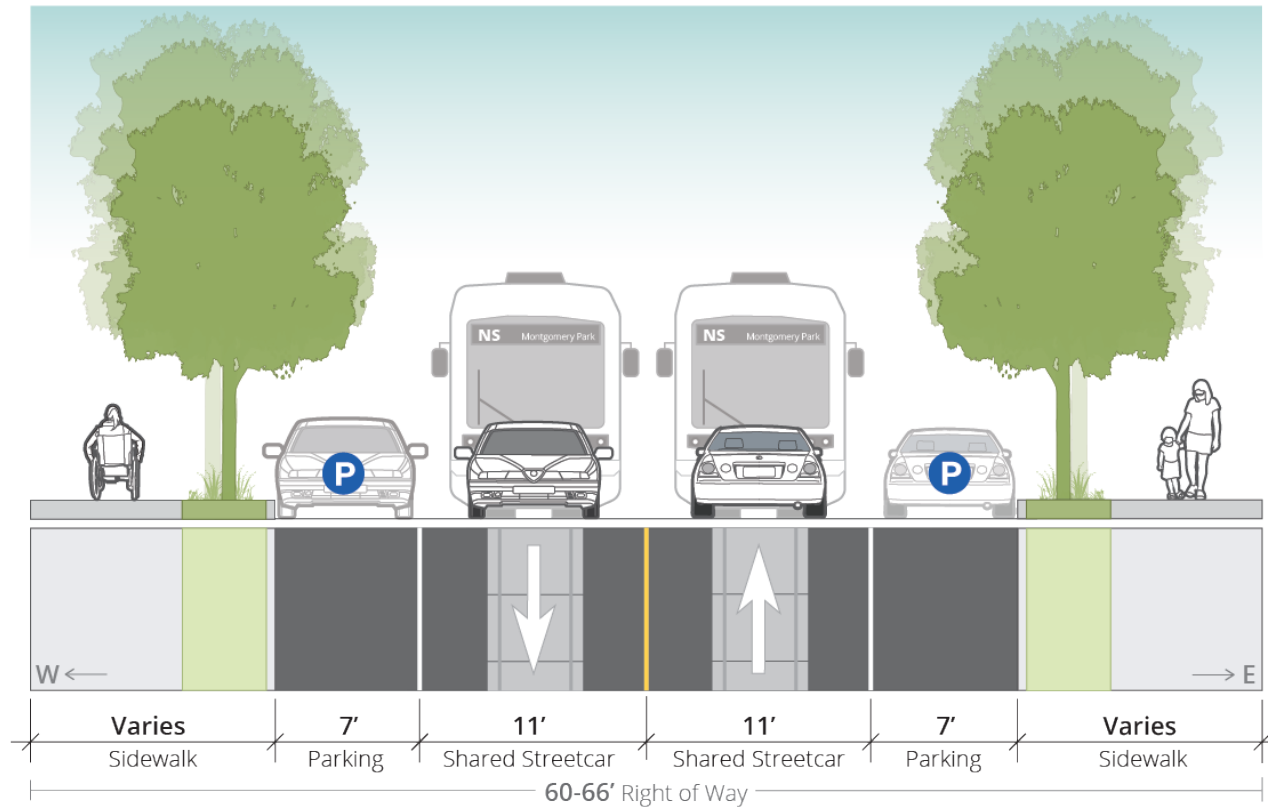 NS Montgomery Park
NS Montgomery Park
P
P
W
E
Varies
7’
11’
11’
7’
Varies
Sidewalk
Parking
Shared Streetcar
Shared Streetcar
Parking
Sidewalk
60-66’ Right of Way